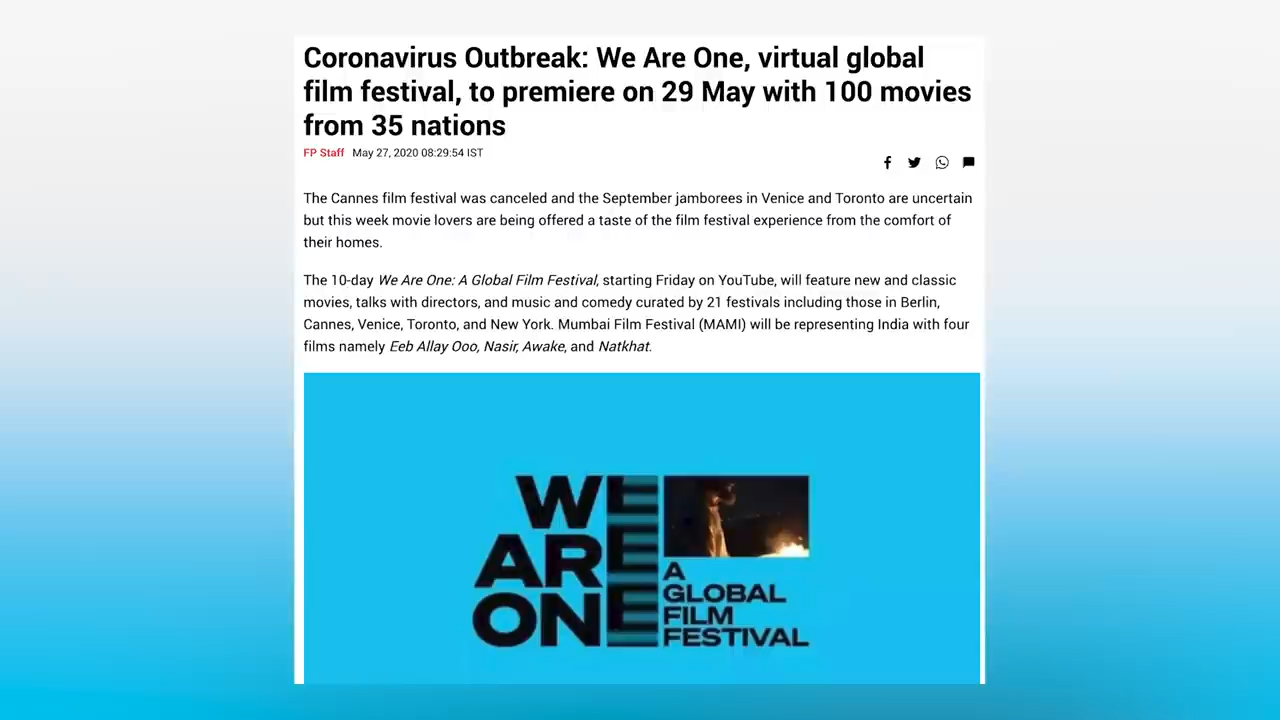 Coronavirus Outbreak: We Are One, virtual global
film festival, to premiere on 29 May with 100 movies
from 35 nations
FP Staff May 27, 2020 08:29:54 IST
The Cannes film festival was canceled and the September jamborees in Venice and Toronto are uncertain
but this week movie lovers are being offered a taste of the film festival experience from the comfort of
their homes.
The 10-day We Are One: A Global Film Festival, starting Friday on YouTube, will feature new and classic
movies, talks with directors, and music and comedy curated by 21 festivals including those in Berlin,
Cannes, Venice, Toronto, and New York. Mumbai Film Festival (MAMI) will be representing India with four
films namely Eeb Allay Ooo, Nasir, Awake, and Natkhat.
WE
ARE
ONE
A
GLOBAL
FILM
FESTIVAL